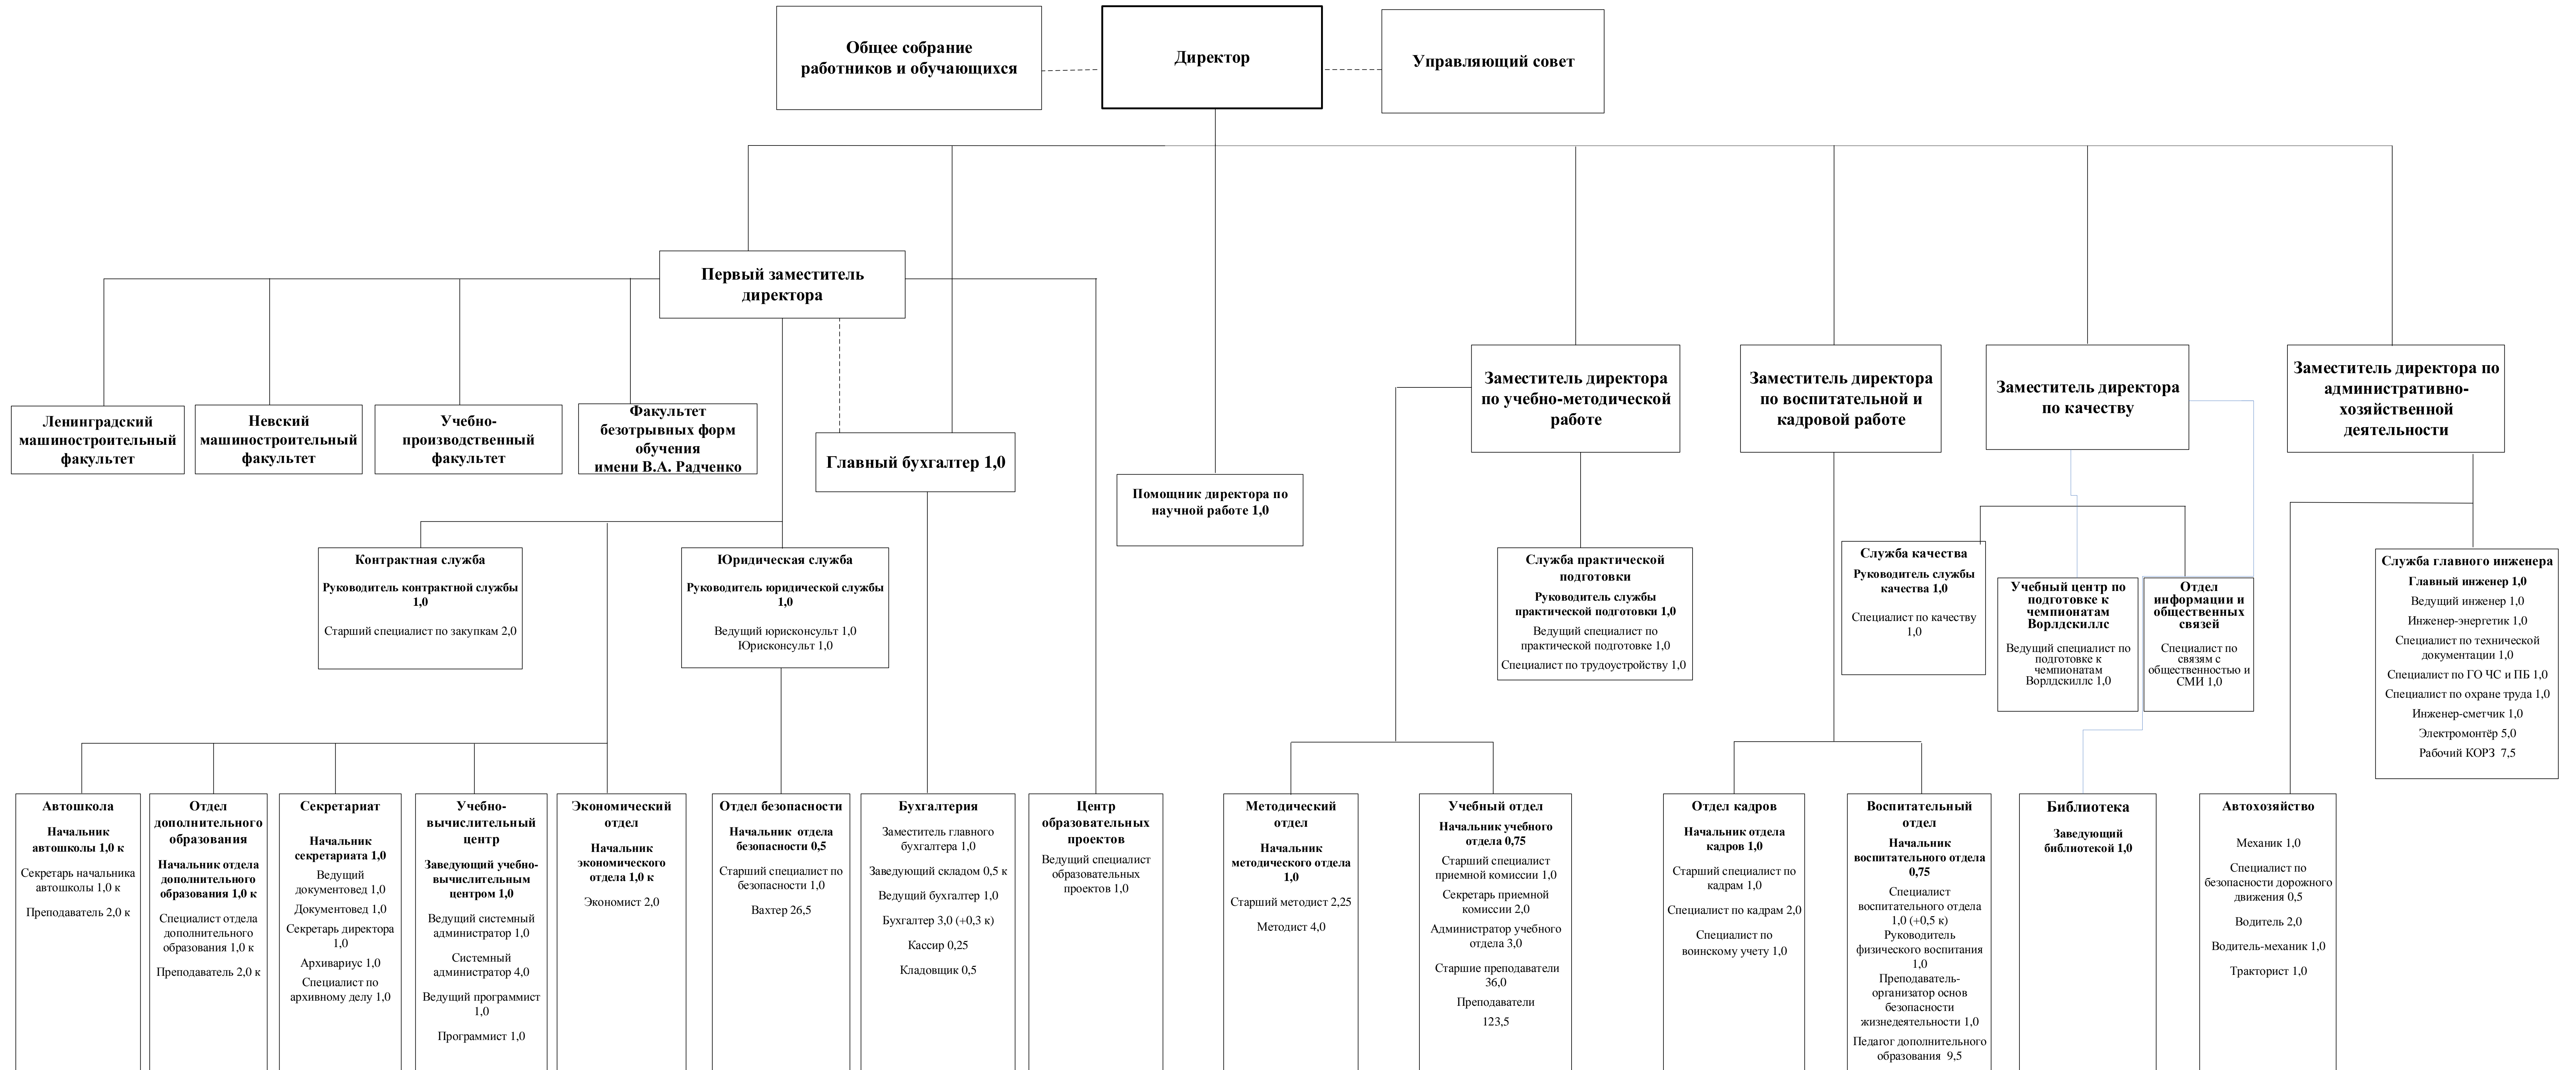 Общее собрание
работников и обучающихся
Директор
Управляющий совет
Первый заместитель
директора
Ленинградский
машиностроительный
факультет
Невский
машиностроительный
факультет
Учебно-
производственный
факультет
Факультет
безотрывных форм
обучения
имени В.А. Радченко
Главный бухгалтер 1,0
Помощник директора по
научной работе 1,0
Заместитель директора
по учебно-методической
работе
Заместитель директора
по воспитательной и
кадровой работе
Заместитель директора
по качеству
Заместитель директора по
административно-
хозяйственной
деятельности
Контрактная служба
Руководитель контрактной службы
1,0
Старший специалист по закупкам 2,0
Юридическая служба
Руководитель юридической службы
1,0
Ведущий юрисконсульт 1,0
Юрисконсульт 1,0
Служба практической
подготовки
Руководитель службы
практической подготовки 1,0
Ведущий специалист по
практической подготовке 1,0
Специалист по трудоустройству 1,0
Служба качества
Руководитель службы
качества 1,0
Специалист по качеству
1,0
Учебный центр по
подготовке к
чемпионатам
Ворлдскиллс
Ведущий специалист по
подготовке к
чемпионатам
Ворлдскиллс 1,0
Отдел
информации и
общественных
связей
Специалист по
связям с
общественностью и
СМИ 1,0
Служба главного инженера
Главный инженер 1,0
Ведущий инженер 1,0
Инженер-энергетик 1,0
Специалист по технической
документации 1,0
Специалист по ГО ЧС и ПБ 1,0
Специалист по охране труда 1,0
Инженер-сметчик 1,0
Электромонтёр 5,0
Рабочий КОРЗ 7,5
Автошкола
Начальник
автошколы 1,0 к
Секретарь начальника
автошколы 1,0 к
Преподаватель 2,0 к
Отдел
дополнительного
образования
Начальник отдела
дополнительного
образования 1,0 к
Специалист отдела
дополнительного
образования 1,0 к
Преподаватель 2,0 к
Секретариат
Начальник
секретариата 1,0
Ведущий
документовед 1,0
Документовед 1,0
Секретарь директора
1,0
Архивариус 1,0
Специалист по
архивному делу 1,0
Учебно-
вычислительный
центр
Заведующий учебно-
вычислительным
центром 1,0
Ведущий системный
администратор 1,0
Системный
администратор 4,0
Ведущий программист
1,0
Программист 1,0
Экономический
отдел
Начальник
экономического
отдела 1,0 к
Экономист 2,0
Отдел безопасности
Начальник отдела
безопасности 0,5
Старший специалист по
безопасности 1,0
Вахтер 26,5
Бухгалтерия
Заместитель главного
бухгалтера 1,0
Заведующий складом 0,5 к
Ведущий бухгалтер 1,0
Бухгалтер 3,0 (+0,3 к)
Кассир 0,25
Кладовщик 0,5
Центр
образовательных
проектов
Ведущий специалист
образовательных
проектов 1,0
Методический
отдел
Начальник
методического отдела
1,0
Старший методист 2,25
Методист 4,0
Учебный отдел
Начальник учебного
отдела 0,75
Старший специалист
приемной комиссии 1,0
Секретарь приемной
комиссии 2,0
Администратор учебного
отдела 3,0
Старшие преподаватели
36,0
Преподаватели
123,5
Отдел кадров
Начальник отдела
кадров 1,0
Старший специалист по
кадрам 1,0
Специалист по кадрам 2,0
Специалист по
воинскому учету 1,0
Воспитательный
отдел
Начальник
воспитательного отдела
0,75
Специалист
воспитательного отдела
1,0 (+0,5 к)
Руководитель
физического воспитания
1,0
Преподаватель-
организатор основ
безопасности
жизнедеятельности 1,0
Педагог дополнительного
образования 9,5
Библиотека
Заведующий
библиотекой 1,0
Автохозяйство
Механик 1,0
Специалист по
безопасности дорожного
движения 0,5
Водитель 2,0
Водитель-механик 1,0
Тракторист 1,0